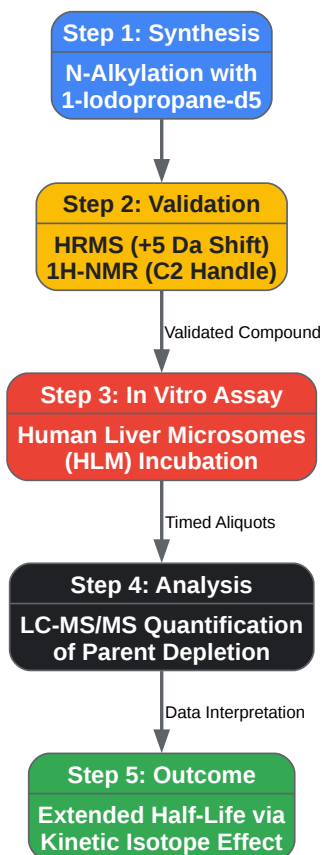 Step 1: Synthesis
N-Alkylation with
1-Iodopropane-d5
Step 2: Validation
HRMS (+5 Da Shift)
1H-NMR (C2 Handle)
Validated Compound
Step 3: In Vitro Assay
Human Liver Microsomes
(HLM) Incubation
Timed Aliquots
Step 4: Analysis
LC-MS/MS Quantification
of Parent Depletion
Data Interpretation
Step 5: Outcome
Extended Half-Life via
Kinetic Isotope Effect